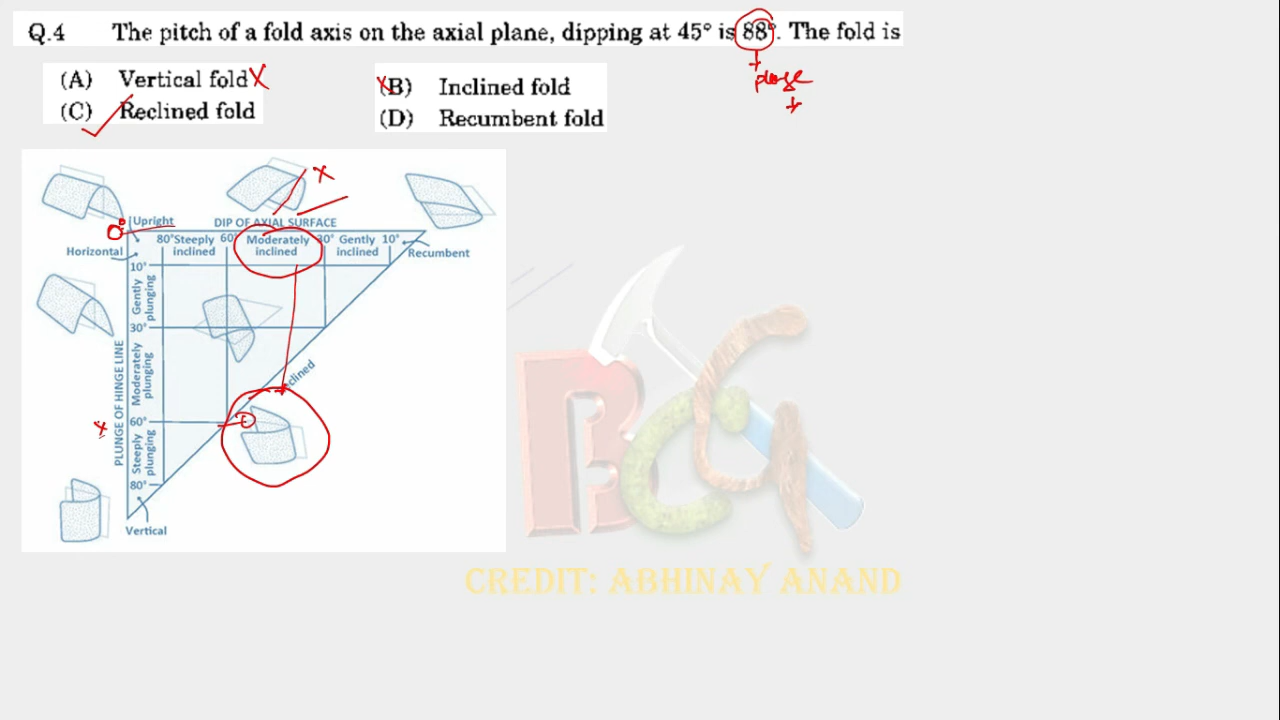 Q.4 The pitch of a fold axis on the axial plane, dipping at 45° is 88°. The fold is
plunge
(A) Vertical fold
(B) Inclined fold
(C) Reclined fold
(D) Recumbent fold
Upright
DIP OF AXIAL SURFACE
0°
80° Steeply inclined 60° Moderately inclined 30° Gently inclined 10°
Horizontal
Recumbent
10°
Gently plunging
30°
PLUNGE OF HINGE LINE
Moderately plunging
60°
Steeply plunging
80°
Vertical
BCG
CREDIT: ABHINAY ANAND